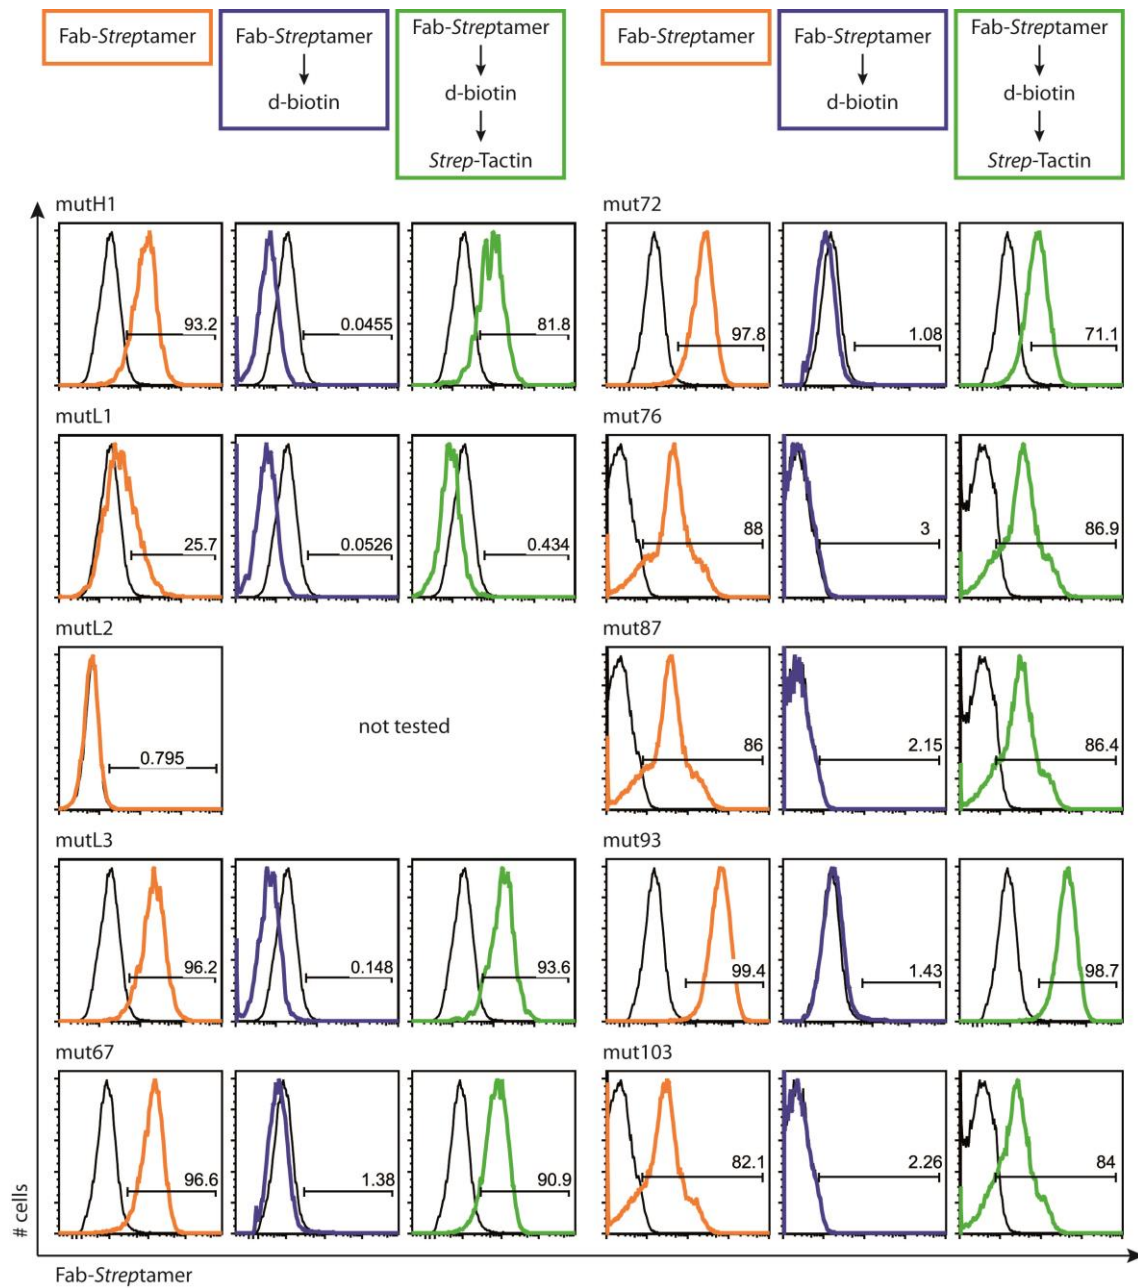 Fab-Streptamer
Fab-Streptamer
d-biotin
Fab-Streptamer
d-biotin
Strep-Tactin
Fab-Streptamer
Fab-Streptamer
d-biotin
Fab-Streptamer
d-biotin
Strep-Tactin
mutH1
93.2
0.0455
81.8
mut72
97.8
1.08
71.1
mutL1
25.7
0.0526
0.434
mut76
88
3
86.9
mutL2
0.795
not tested
mut87
86
2.15
86.4
mutL3
96.2
0.148
93.6
mut93
99.4
1.43
98.7
mut67
96.6
1.38
90.9
mut103
82.1
2.26
84
# cells
Fab-Streptamer